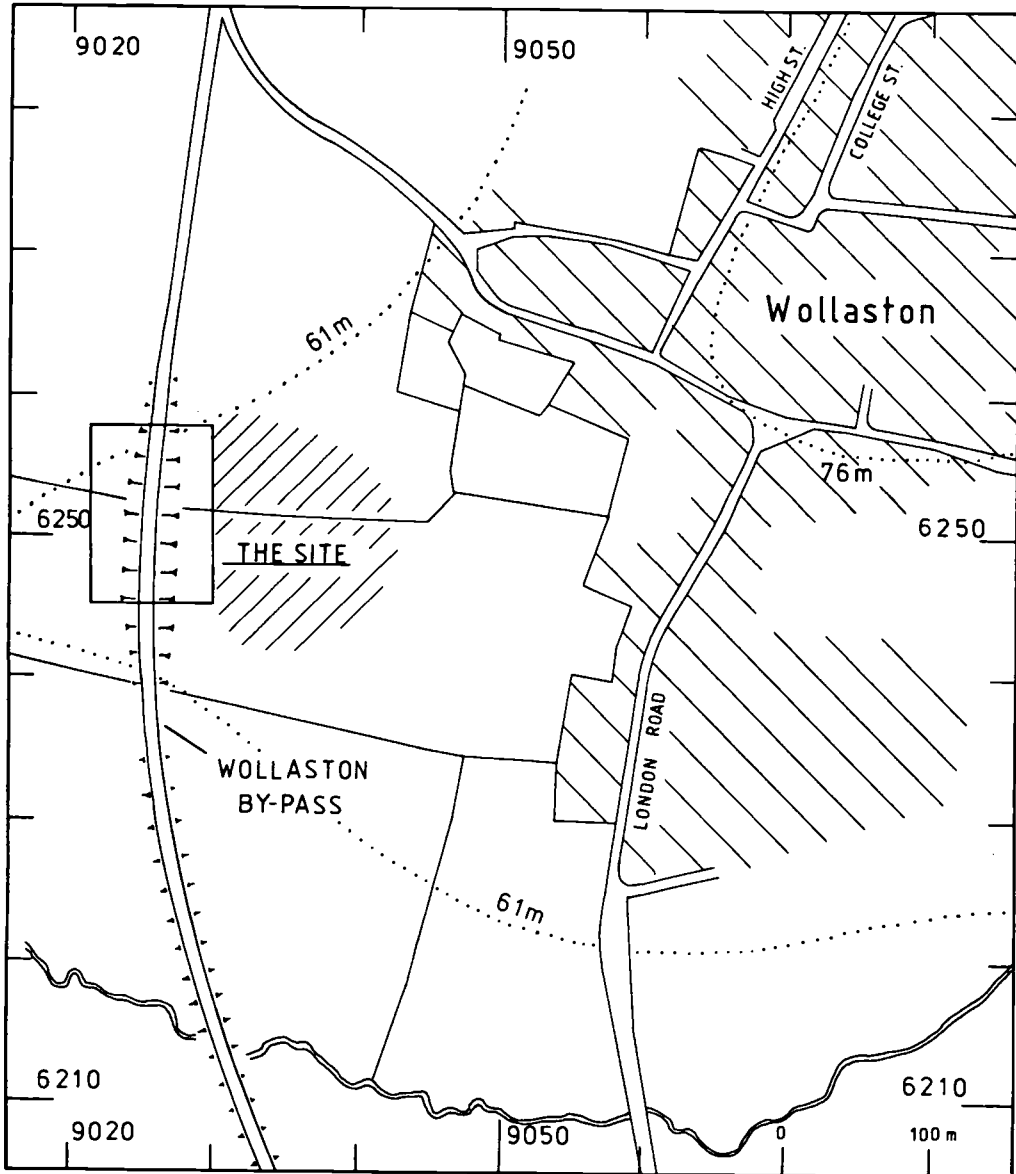 9020
9050
HIGH ST.
COLLEGE ST.
Wollaston
61m
76m
6250
6250
THE SITE
WOLLASTON
BY-PASS
LONDON ROAD
61m
6210
6210
9020
9050
0
100 m